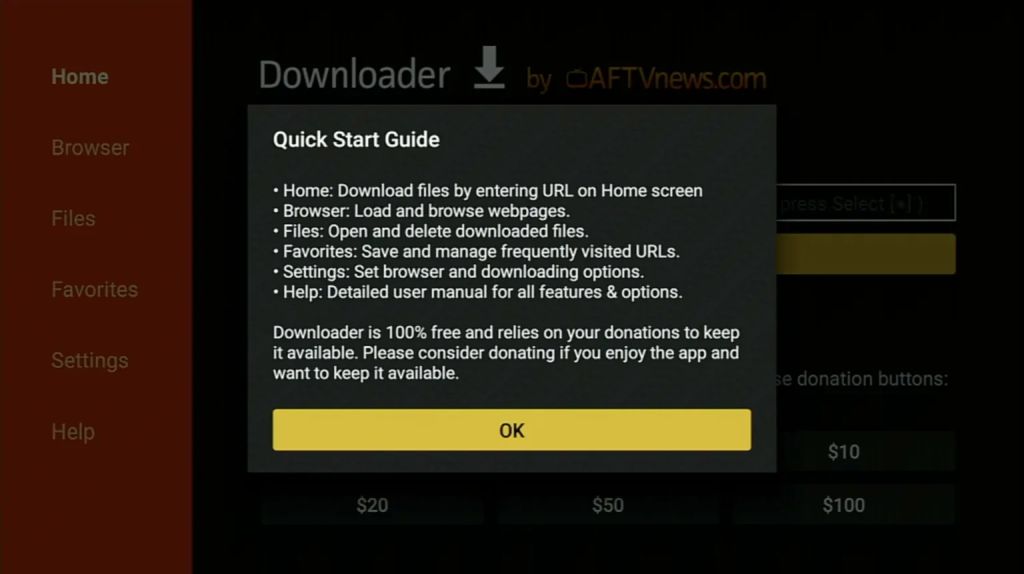 Home
Browser
Files
Favorites
Settings
Help
Downloader by AFTVnews.com
Quick Start Guide
• Home: Download files by entering URL on Home screen
• Browser: Load and browse webpages.
• Files: Open and delete downloaded files.
• Favorites: Save and manage frequently visited URLs.
• Settings: Set browser and downloading options.
• Help: Detailed user manual for all features & options.
Downloader is 100% free and relies on your donations to keep
it available. Please consider donating if you enjoy the app and
want to keep it available.
OK
press Select
donation buttons:
$10
$20 $50 $100